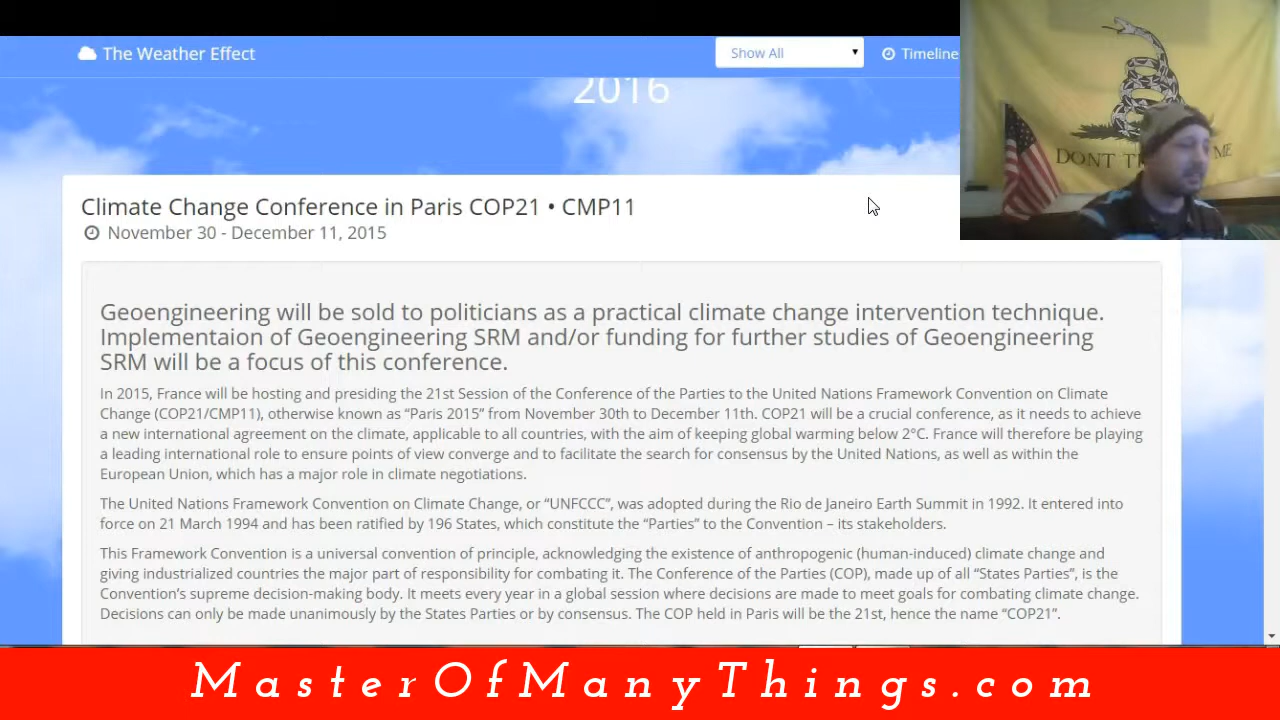 The Weather Effect
Show All
Timeline
2016
DONT T ME
Climate Change Conference in Paris COP21 • CMP11
November 30 - December 11, 2015
Geoengineering will be sold to politicians as a practical climate change intervention technique.
Implementaion of Geoengineering SRM and/or funding for further studies of Geoengineering
SRM will be a focus of this conference.
In 2015, France will be hosting and presiding the 21st Session of the Conference of the Parties to the United Nations Framework Convention on Climate
Change (COP21/CMP11), otherwise known as “Paris 2015” from November 30th to December 11th. COP21 will be a crucial conference, as it needs to achieve
a new international agreement on the climate, applicable to all countries, with the aim of keeping global warming below 2°C. France will therefore be playing
a leading international role to ensure points of view converge and to facilitate the search for consensus by the United Nations, as well as within the
European Union, which has a major role in climate negotiations.
The United Nations Framework Convention on Climate Change, or “UNFCCC”, was adopted during the Rio de Janeiro Earth Summit in 1992. It entered into
force on 21 March 1994 and has been ratified by 196 States, which constitute the “Parties” to the Convention – its stakeholders.
This Framework Convention is a universal convention of principle, acknowledging the existence of anthropogenic (human-induced) climate change and
giving industrialized countries the major part of responsibility for combating it. The Conference of the Parties (COP), made up of all “States Parties”, is the
Convention’s supreme decision-making body. It meets every year in a global session where decisions are made to meet goals for combating climate change.
Decisions can only be made unanimously by the States Parties or by consensus. The COP held in Paris will be the 21st, hence the name “COP21”.
MasterOfManyThings.com